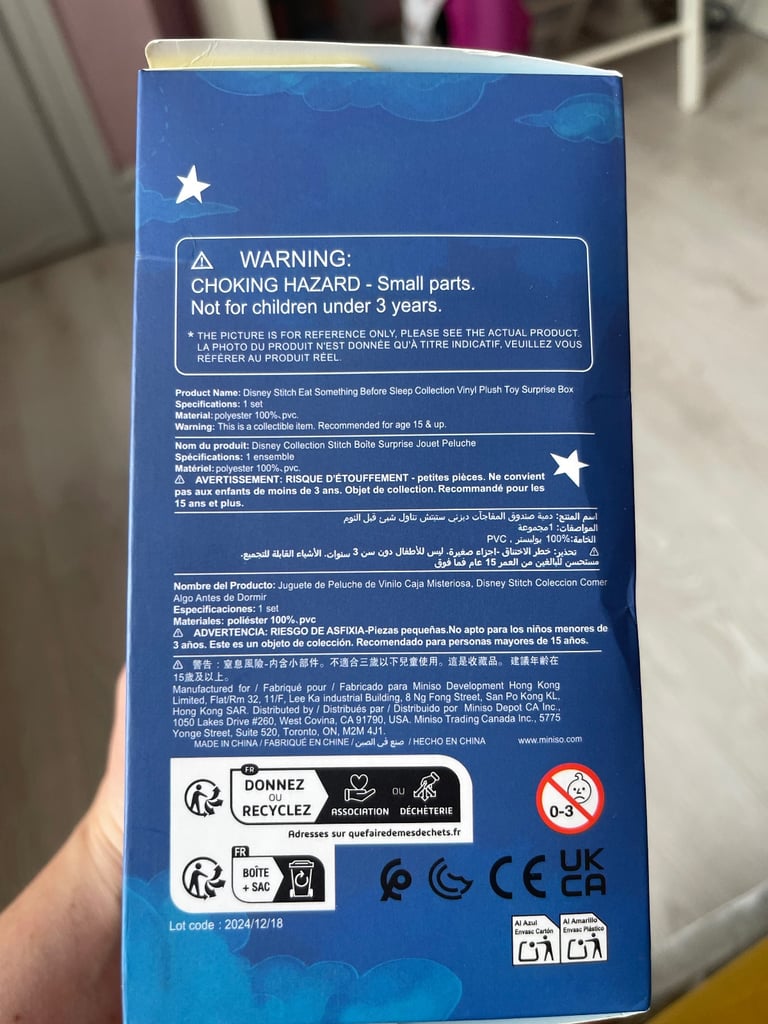 ⚠ WARNING:
CHOKING HAZARD - Small parts.
Not for children under 3 years.
* THE PICTURE IS FOR REFERENCE ONLY, PLEASE SEE THE ACTUAL PRODUCT.
LA PHOTO DU PRODUIT N'EST DONNÉE QU'À TITRE INDICATIF, VEUILLEZ VOUS
RÉFÉRER AU PRODUIT RÉEL.
Product Name: Disney Stitch Eat Something Before Sleep Collection Vinyl Plush Toy Surprise Box
Specifications: 1 set
Material: polyester 100%、pvc.
Warning: This is a collectible item. Recommended for age 15 & up.
Nom du produit: Disney Collection Stitch Boîte Surprise Jouet Peluche
Spécifications: 1 ensemble
Matériel: polyester 100%、pvc.
⚠ AVERTISSEMENT: RISQUE D'ÉTOUFFEMENT - petites pièces. Ne convient
pas aux enfants de moins de 3 ans. Objet de collection. Recommandé pour les
15 ans et plus.
اسم المنتج: دمية صندوق المفاجآت ديزني ستيتش تناول شيئ قبل النوم
المواصفات: 1مجموعة
الخامة:100% بوليستر ، PVC
⚠ تحذير: خطر الاختناق -اجزاء صغيرة. ليس للأطفال دون سن 3 سنوات. الأشياء القابلة للتجميع.
مستحسن للبالغين من العمر 15 عام فما فوق
Nombre del Producto: Juguete de Peluche de Vinilo Caja Misteriosa, Disney Stitch Coleccion Comer
Algo Antes de Dormir
Especificaciones: 1 set
Materiales: poliéster 100%. pvc
⚠ ADVERTENCIA: RIESGO DE ASFIXIA-Piezas pequeñas.No apto para los niños menores de
3 años. Este es un objeto de colección. Recomendado para personas mayores de 15 años.
⚠ 警告：窒息風險-内含小部件。不適合三歲以下兒童使用。這是收藏品。 建議年齡在
15歲及以上。
Manufactured for / Fabriqué pour / Fabricado para Miniso Development Hong Kong
Limited, Flat/Rm 32, 11/F, Lee Ka industrial Building, 8 Ng Fong Street, San Po Kong KL,
Hong Kong SAR. Distributed by / Distribués par / Distribuido por Miniso Depot CA Inc.,
1050 Lakes Drive #260, West Covina, CA 91790, USA. Miniso Trading Canada Inc., 5775
Yonge Street, Suite 520, Toronto, ON, M2M 4J1.
MADE IN CHINA / FABRIQUÉ EN CHINE / صنع في الصين / HECHO EN CHINA www.miniso.com
FR
DONNEZ
OU
RECYCLEZ
ASSOCIATION
OU
DÉCHÈTERIE
Adresses sur quefairedemesdechets.fr
0-3
FR
BOÎTE
+ SAC
CE
UK
CA
Lot code : 2024/12/18
Al Azul
Envase Cartón
Al Amarillo
Envase Plástico